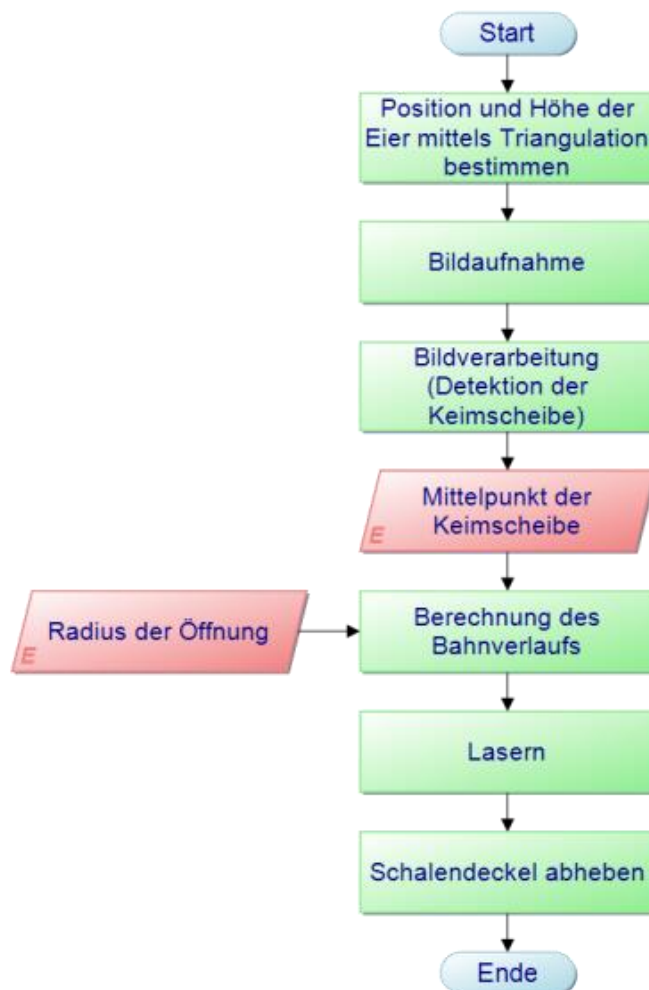 Start
Position und Höhe der
Eier mittels Triangulation
bestimmen
Bildaufnahme
Bildverarbeitung
(Detektion der
Keimscheibe)
Mittelpunkt der
Keimscheibe
E
Radius der Öffnung
E
Berechnung des
Bahnverlaufs
Lasern
Schalendeckel abheben
Ende